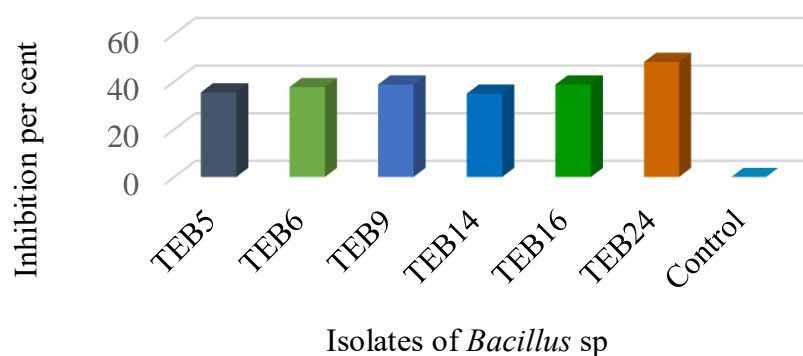 Inhibition per cent
60
40
20
0
TEB5
TEB6
TEB9
TEB14
TEB16
TEB24
Control
Isolates of Bacillus sp